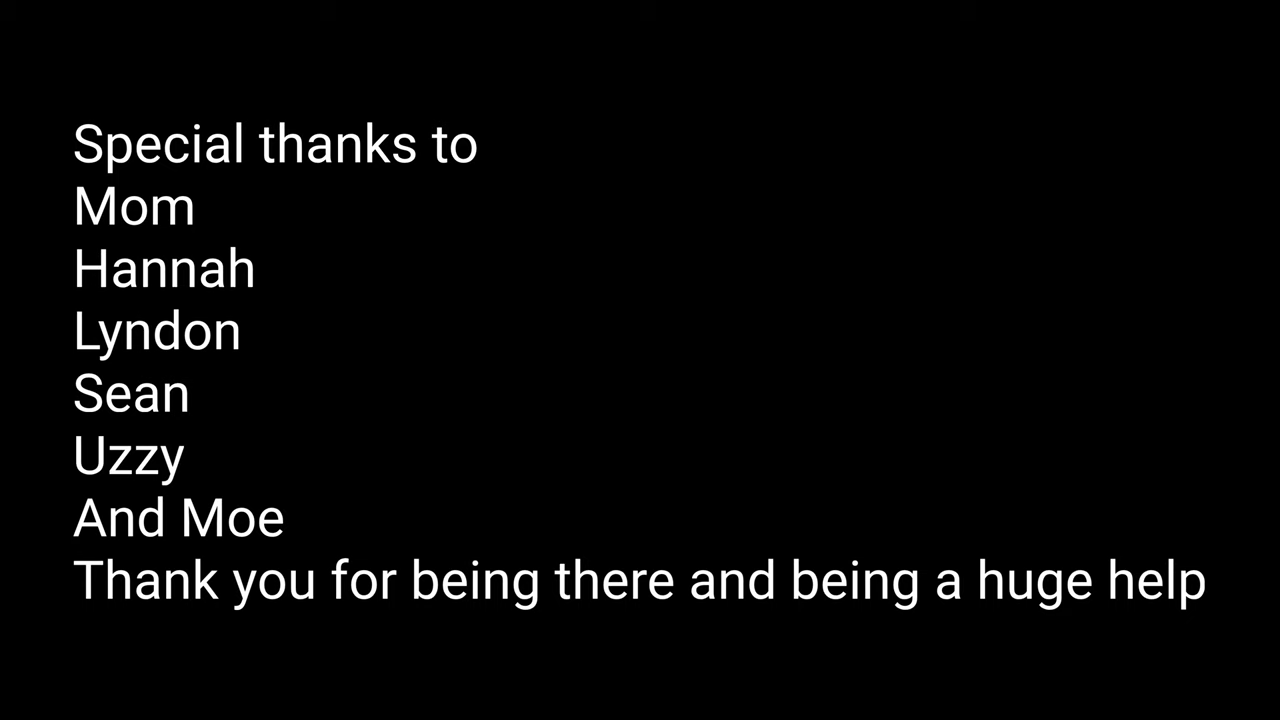 Special thanks to
Mom
Hannah
Lyndon
Sean
Uzzy
And Moe
Thank you for being there and being a huge help